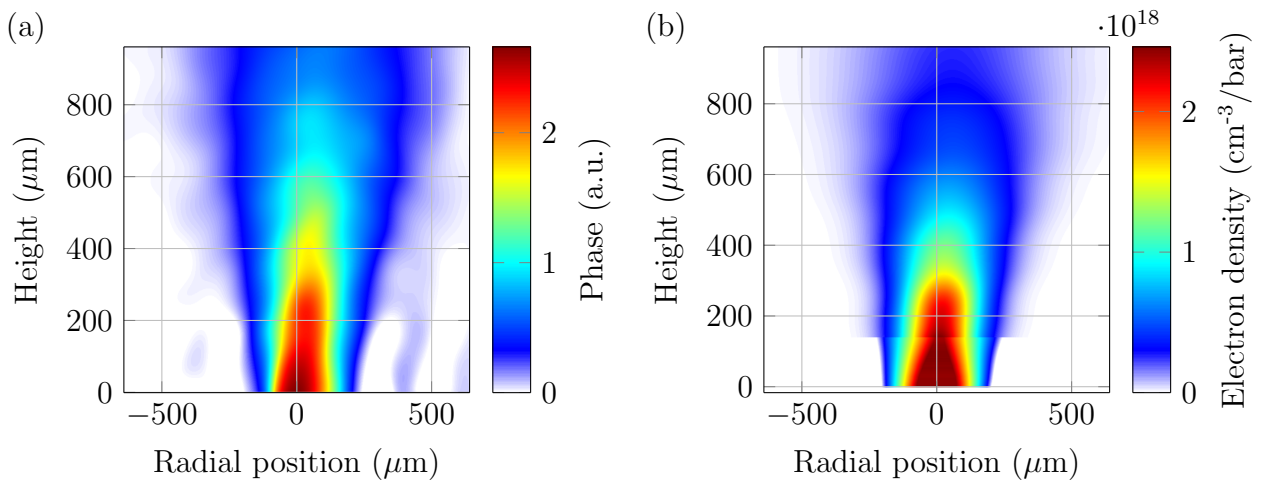 (a)
800
600
400
200
0
Height (μm)
−500
0
500
Radial position (μm)
2
1
0
Phase (a.u.)
(b)
·10^18
800
600
400
200
0
Height (μm)
−500
0
500
Radial position (μm)
2
1
0
Electron density (cm⁻³/bar)